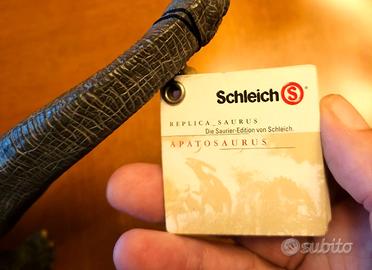 Schleich S
REPLICA_SAURUS
Die Saurier-Edition von Schleich.
APATOSAURUS
subito